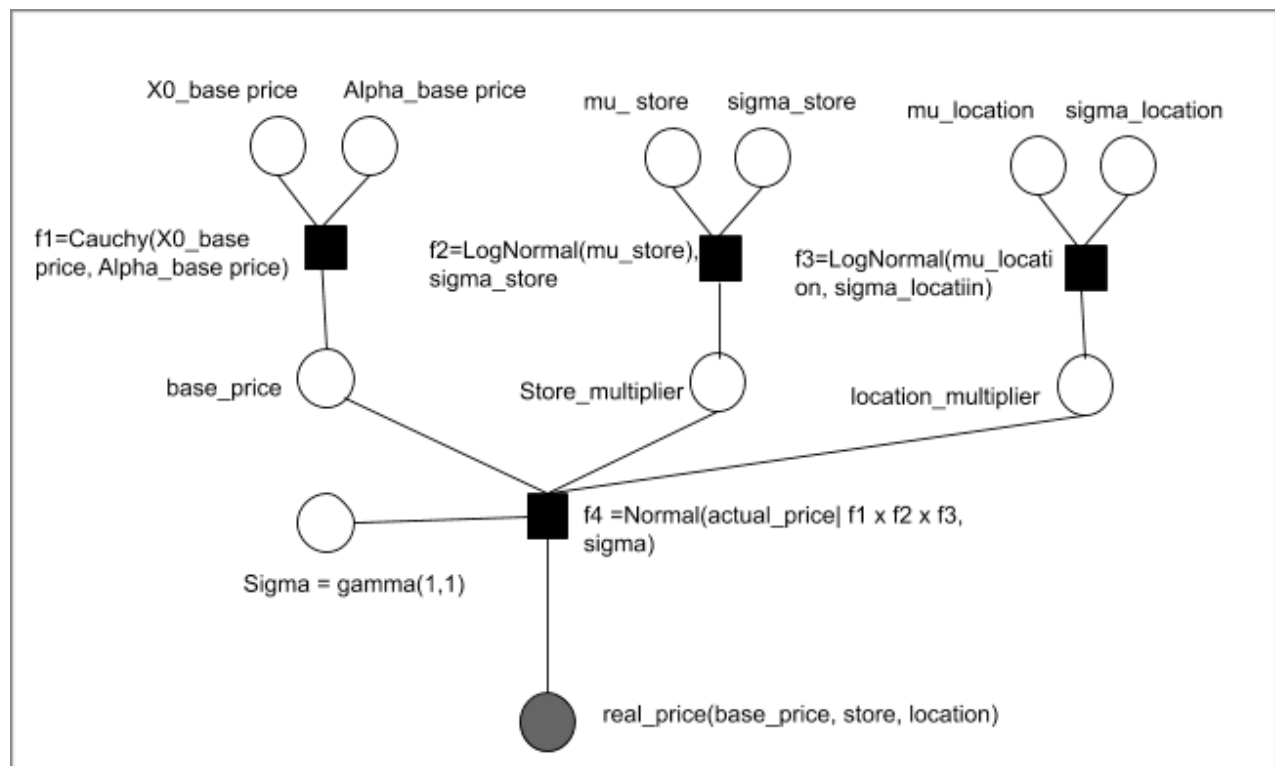 X0_base price
Alpha_base price
mu_ store
sigma_store
mu_location
sigma_location
f1=Cauchy(X0_base
price, Alpha_base price)
f2=LogNormal(mu_store),
sigma_store
f3=LogNormal(mu_locati
on, sigma_locatiin)
base_price
Store_multiplier
location_multiplier
f4 =Normal(actual_price| f1 x f2 x f3,
sigma)
Sigma = gamma(1,1)
real_price(base_price, store, location)